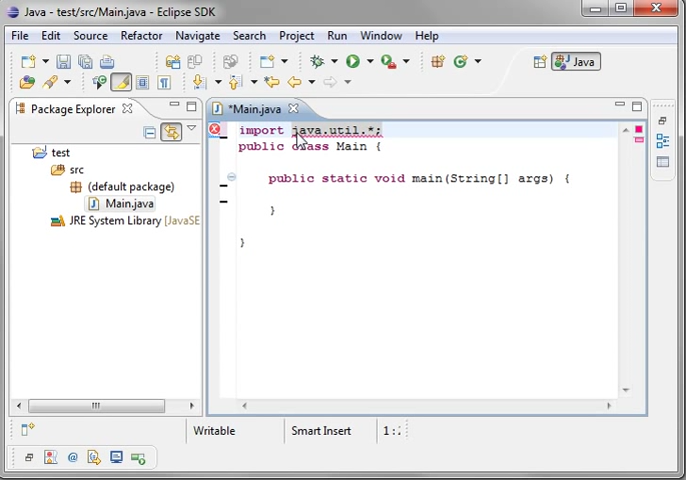 Java - test/src/Main.java - Eclipse SDK
File Edit Source Refactor Navigate Search Project Run Window Help
Java
Package Explorer
*Main.java
test
src
(default package)
Main.java
JRE System Library (JavaSE
import java.util.*;
public class Main {
public static void main(String[] args) {
}
}
Writable Smart Insert